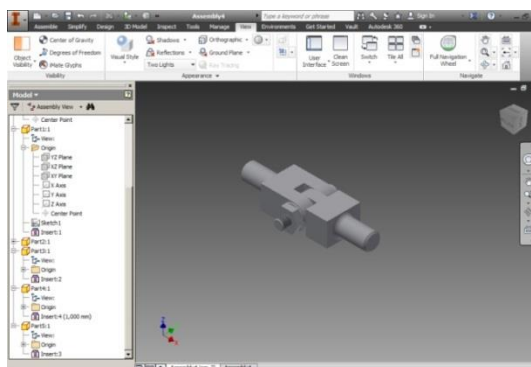 Assembly4
Type a keyword or phrase
Sign In
Assemble Simplify Design 3D Model Inspect Tools Manage View Environments Get Started Vault Autodesk 360
Object Visibility
Center of Gravity
Degrees of Freedom
iMate Glyphs
Visual Style
Shadows
Reflections
Two Lights
Orthographic
Ground Plane
Ray Tracing
User Interface
Clean Screen
Switch
Tile All
Full Navigation Wheel
Visibility
Appearance
Windows
Navigate
Model
Assembly View
Center Point
Part1:1
View:
Origin
YZ Plane
XZ Plane
XY Plane
X Axis
Y Axis
Z Axis
Center Point
Sketch1
Insert:1
Part2:1
Part3:1
View:
Origin
Insert:2
Part4:1
View:
Origin
Insert:4 (1,000 mm)
Part5:1
View:
Origin
Insert:3
Z
X